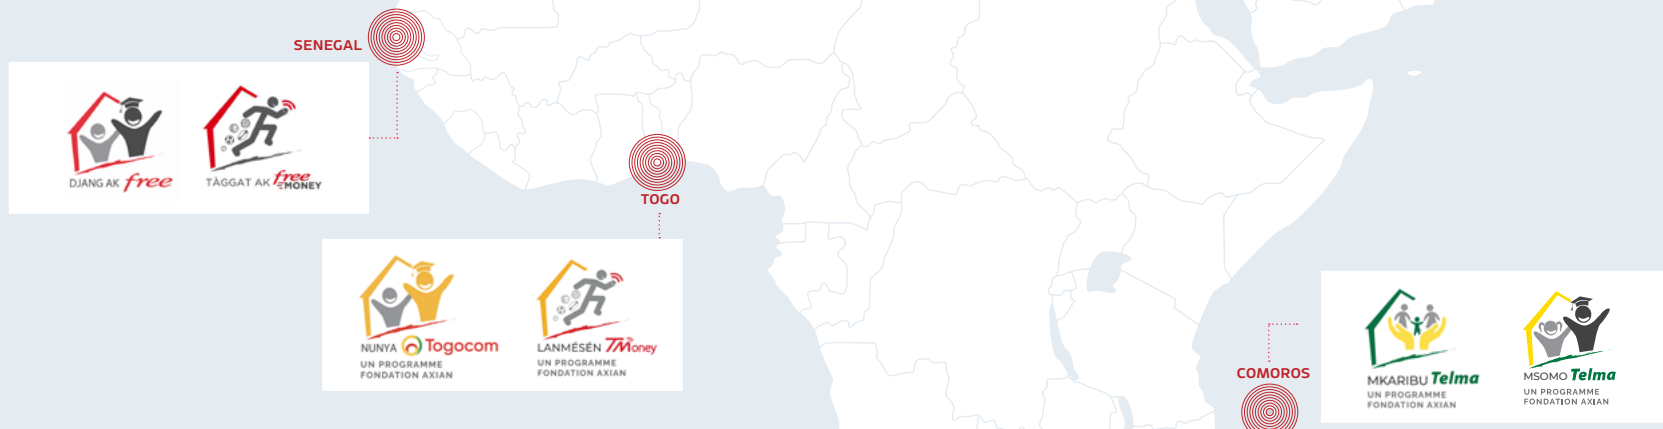 SENEGAL
DJANG AK free
TÀGGAT AK free MONEY
TOGO
NUNYA Togocom
UN PROGRAMME
FONDATION AXIAN
LANMÉSÉN TMoney
UN PROGRAMME
FONDATION AXIAN
COMOROS
MKARIBU Telma
UN PROGRAMME
FONDATION AXIAN
MSOMO Telma
UN PROGRAMME
FONDATION AXIAN